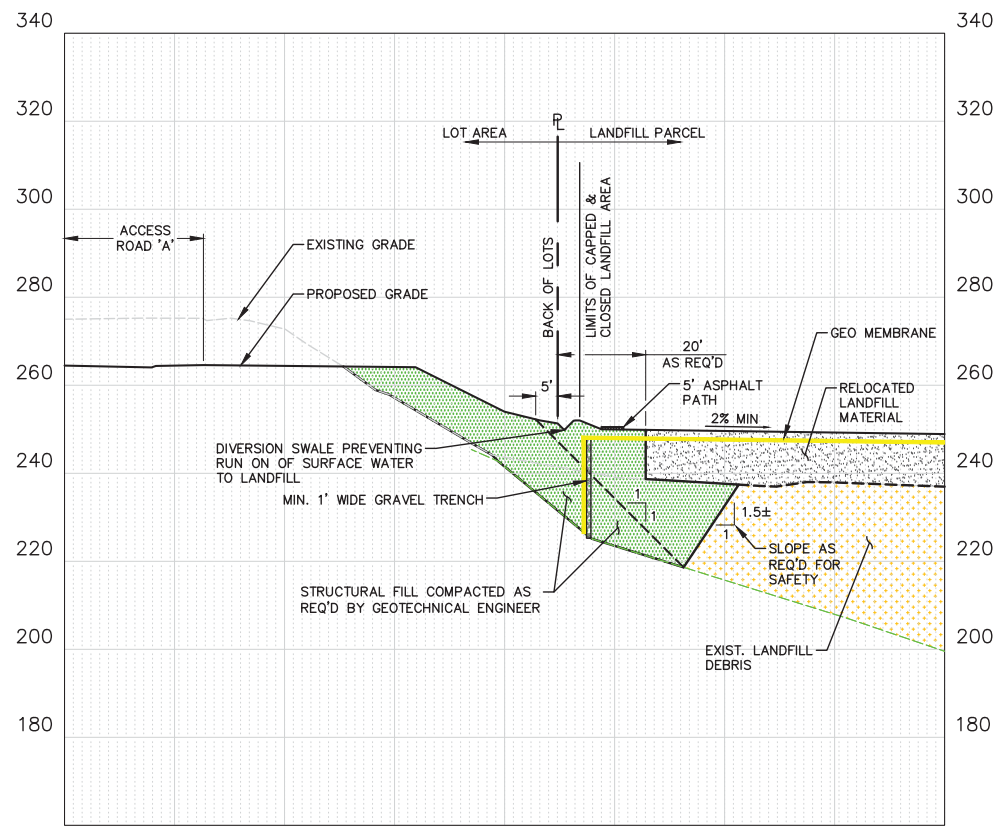 340
340
320
320
300
300
280
280
260
260
240
240
220
220
200
200
180
180
PL
LOT AREA
LANDFILL PARCEL
ACCESS
ROAD 'A'
EXISTING GRADE
PROPOSED GRADE
BACK OF LOTS
LIMITS OF CAPPED &
CLOSED LANDFILL AREA
GEO MEMBRANE
20'
AS REQ'D
5'
5' ASPHALT
PATH
2% MIN
RELOCATED
LANDFILL
MATERIAL
DIVERSION SWALE PREVENTING
RUN ON OF SURFACE WATER
TO LANDFILL
MIN. 1' WIDE GRAVEL TRENCH
1
1
1.5±
1
SLOPE AS
REQ'D FOR
SAFETY
STRUCTURAL FILL COMPACTED AS
REQ'D BY GEOTECHNICAL ENGINEER
EXIST. LANDFILL
DEBRIS